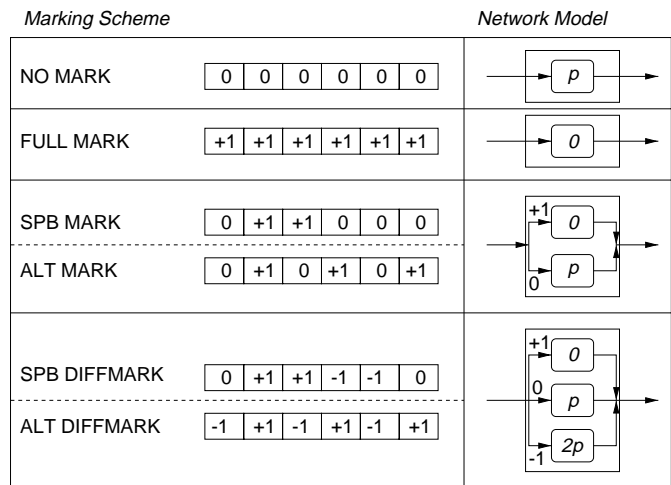 Marking Scheme Network Model
NO MARK 0 0 0 0 0 0 p
FULL MARK +1 +1 +1 +1 +1 +1 0
SPB MARK 0 +1 +1 0 0 0 +1 0
ALT MARK 0 +1 0 +1 0 +1 0 p
SPB DIFFMARK 0 +1 +1 -1 -1 0 +1 0 0 p
ALT DIFFMARK -1 +1 -1 +1 -1 +1 -1 2p